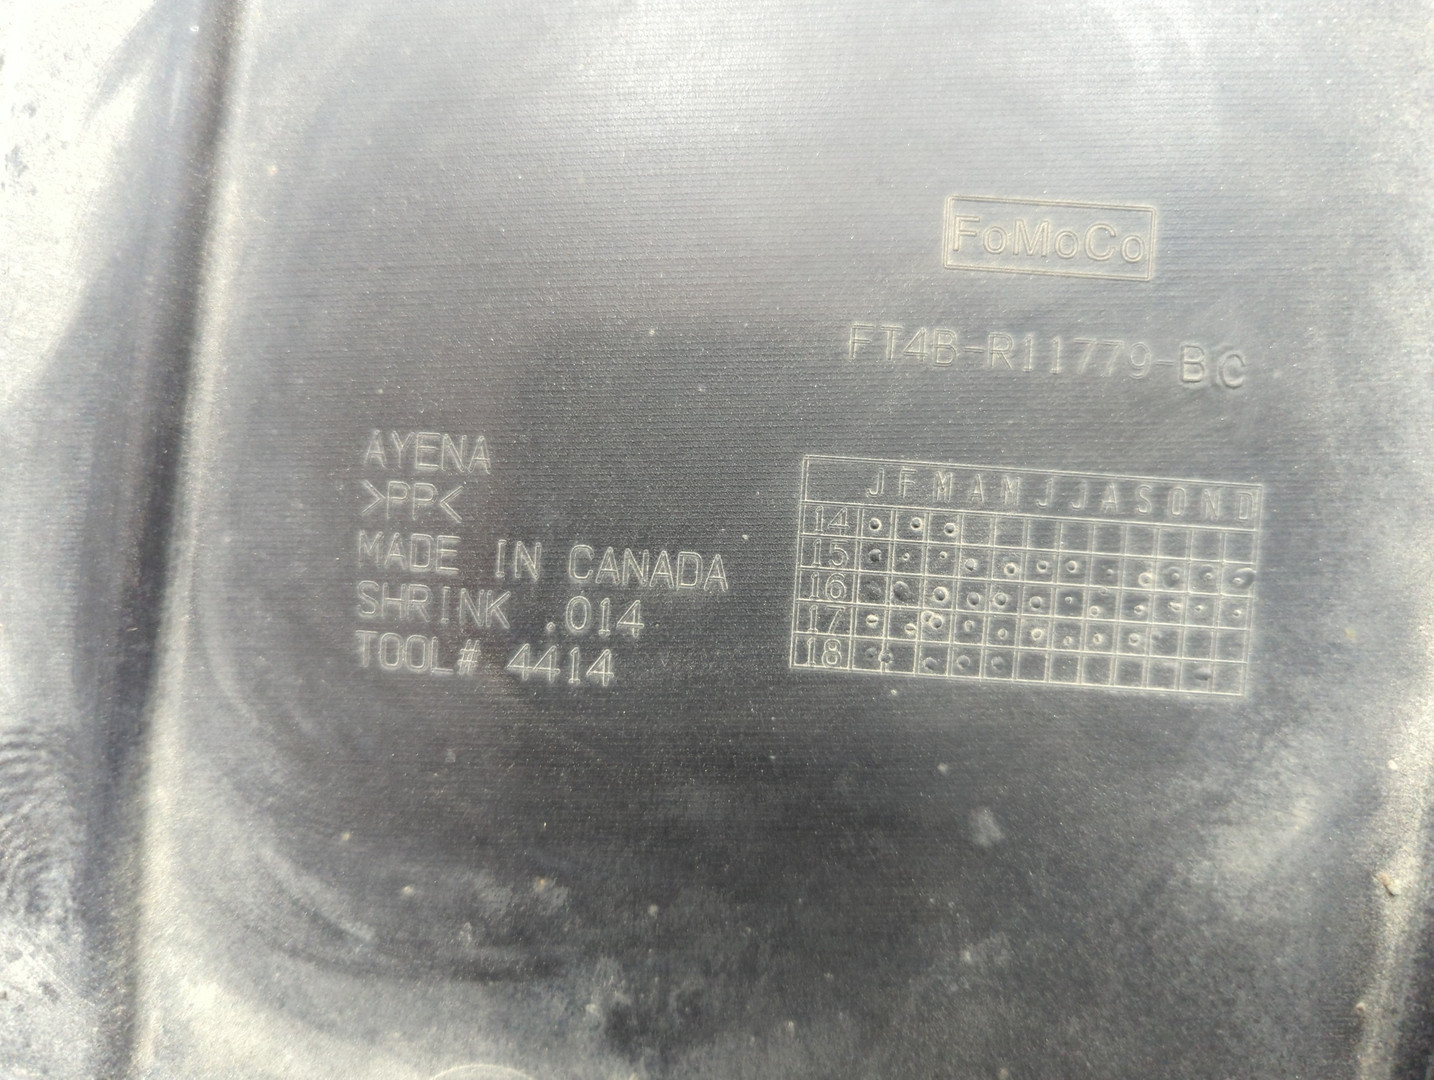 FoMoCo
FT4B-R11779-BC
AYENA
>PP<
MADE IN CANADA
SHRINK .014
TOOL# 4414
J F M A M J J A S O N D
14
15
16
17
18